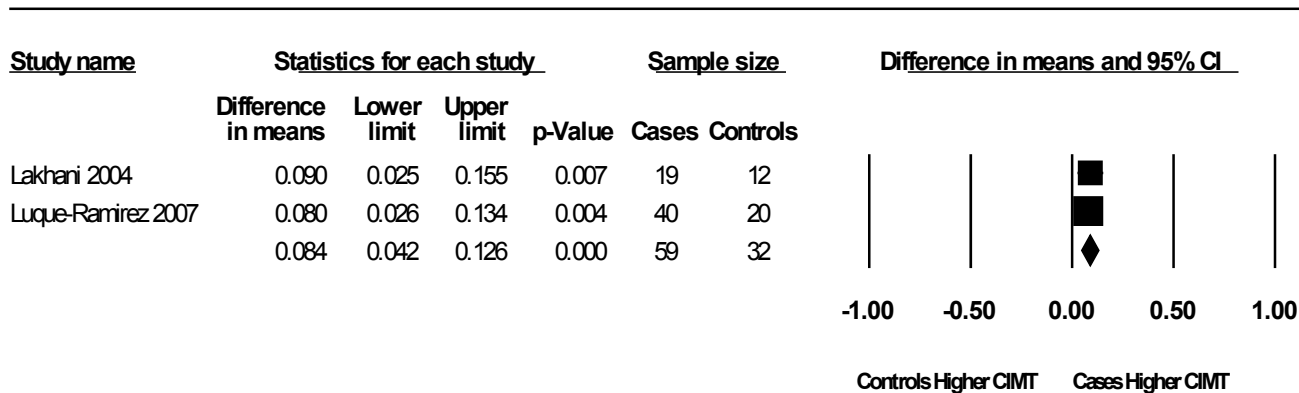 Study name Statistics for each study Sample size Difference in means and 95% CI
Difference in means Lower limit Upper limit p-Value Cases Controls
Lakhani 2004 0.090 0.025 0.155 0.007 19 12
Luque-Ramirez 2007 0.080 0.026 0.134 0.004 40 20
0.084 0.042 0.126 0.000 59 32
-1.00 -0.50 0.00 0.50 1.00
Controls Higher CIMT Cases Higher CIMT